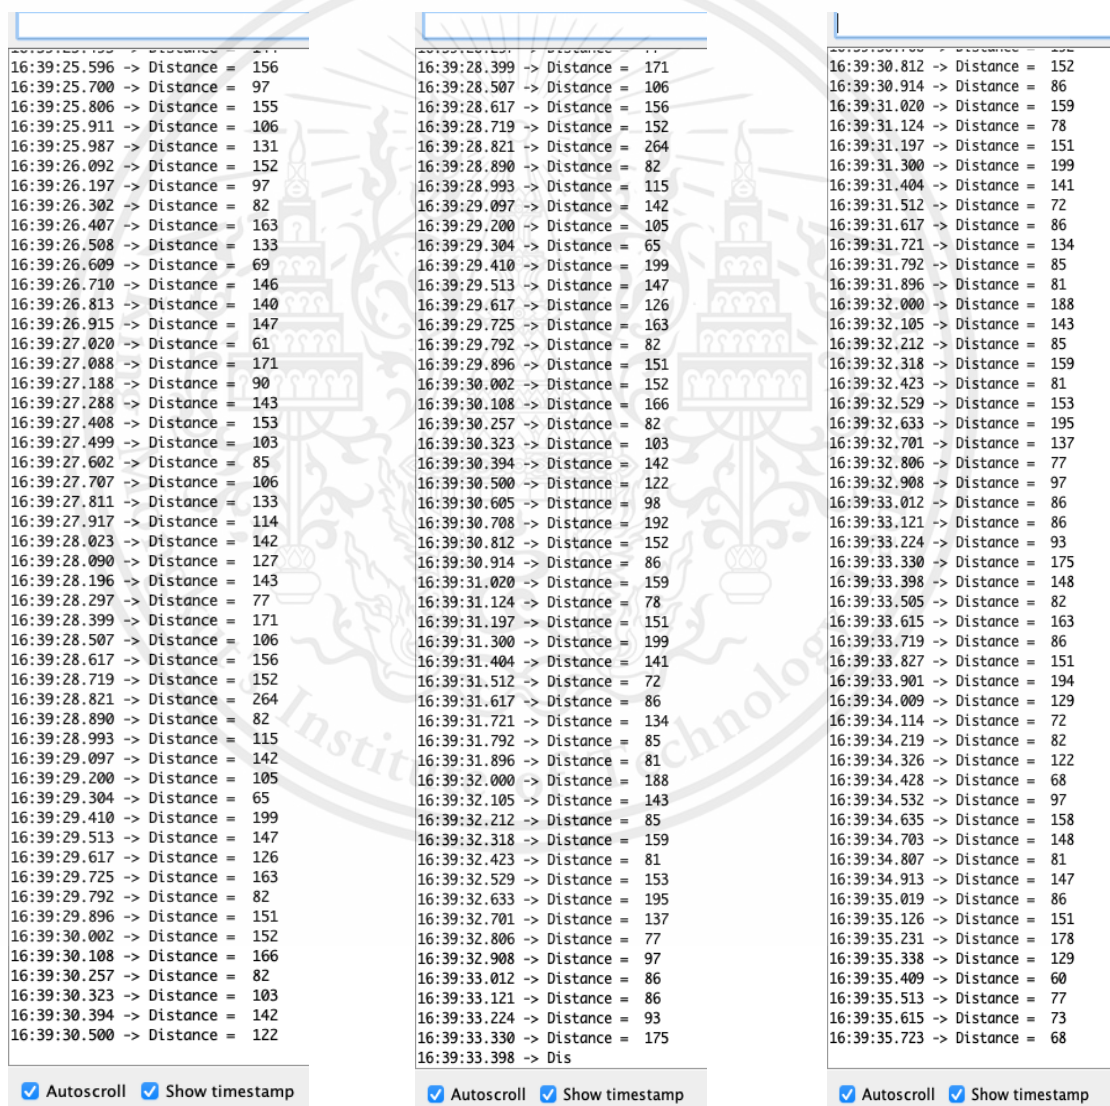 16:39:25.596 -> Distance = 156
16:39:25.700 -> Distance = 97
16:39:25.806 -> Distance = 155
16:39:25.911 -> Distance = 106
16:39:25.987 -> Distance = 131
16:39:26.092 -> Distance = 152
16:39:26.197 -> Distance = 97
16:39:26.302 -> Distance = 82
16:39:26.407 -> Distance = 163
16:39:26.508 -> Distance = 133
16:39:26.609 -> Distance = 69
16:39:26.710 -> Distance = 146
16:39:26.813 -> Distance = 140
16:39:26.915 -> Distance = 147
16:39:27.020 -> Distance = 61
16:39:27.088 -> Distance = 171
16:39:27.188 -> Distance = 90
16:39:27.288 -> Distance = 143
16:39:27.408 -> Distance = 153
16:39:27.499 -> Distance = 103
16:39:27.602 -> Distance = 85
16:39:27.707 -> Distance = 106
16:39:27.811 -> Distance = 133
16:39:27.917 -> Distance = 114
16:39:28.023 -> Distance = 142
16:39:28.090 -> Distance = 127
16:39:28.196 -> Distance = 143
16:39:28.297 -> Distance = 77
16:39:28.399 -> Distance = 171
16:39:28.507 -> Distance = 106
16:39:28.617 -> Distance = 156
16:39:28.719 -> Distance = 152
16:39:28.821 -> Distance = 264
16:39:28.890 -> Distance = 82
16:39:28.993 -> Distance = 115
16:39:29.097 -> Distance = 142
16:39:29.200 -> Distance = 105
16:39:29.304 -> Distance = 65
16:39:29.410 -> Distance = 199
16:39:29.513 -> Distance = 147
16:39:29.617 -> Distance = 126
16:39:29.725 -> Distance = 163
16:39:29.792 -> Distance = 82
16:39:29.896 -> Distance = 151
16:39:30.002 -> Distance = 152
16:39:30.108 -> Distance = 166
16:39:30.257 -> Distance = 82
16:39:30.323 -> Distance = 103
16:39:30.394 -> Distance = 142
16:39:30.500 -> Distance = 122
Autoscroll Show timestamp
16:39:28.399 -> Distance = 171
16:39:28.507 -> Distance = 106
16:39:28.617 -> Distance = 156
16:39:28.719 -> Distance = 152
16:39:28.821 -> Distance = 264
16:39:28.890 -> Distance = 82
16:39:28.993 -> Distance = 115
16:39:29.097 -> Distance = 142
16:39:29.200 -> Distance = 105
16:39:29.304 -> Distance = 65
16:39:29.410 -> Distance = 199
16:39:29.513 -> Distance = 147
16:39:29.617 -> Distance = 126
16:39:29.725 -> Distance = 163
16:39:29.792 -> Distance = 82
16:39:29.896 -> Distance = 151
16:39:30.002 -> Distance = 152
16:39:30.108 -> Distance = 166
16:39:30.257 -> Distance = 82
16:39:30.323 -> Distance = 103
16:39:30.394 -> Distance = 142
16:39:30.500 -> Distance = 122
16:39:30.605 -> Distance = 98
16:39:30.708 -> Distance = 192
16:39:30.812 -> Distance = 152
16:39:30.914 -> Distance = 86
16:39:31.020 -> Distance = 159
16:39:31.124 -> Distance = 78
16:39:31.197 -> Distance = 151
16:39:31.300 -> Distance = 199
16:39:31.404 -> Distance = 141
16:39:31.512 -> Distance = 72
16:39:31.617 -> Distance = 86
16:39:31.721 -> Distance = 134
16:39:31.792 -> Distance = 85
16:39:31.896 -> Distance = 81
16:39:32.000 -> Distance = 188
16:39:32.105 -> Distance = 143
16:39:32.212 -> Distance = 85
16:39:32.318 -> Distance = 159
16:39:32.423 -> Distance = 81
16:39:32.529 -> Distance = 153
16:39:32.633 -> Distance = 195
16:39:32.701 -> Distance = 137
16:39:32.806 -> Distance = 77
16:39:32.908 -> Distance = 97
16:39:33.012 -> Distance = 86
16:39:33.121 -> Distance = 86
16:39:33.224 -> Distance = 93
16:39:33.330 -> Distance = 175
16:39:33.398 -> Dis
Autoscroll Show timestamp
16:39:30.812 -> Distance = 152
16:39:30.914 -> Distance = 86
16:39:31.020 -> Distance = 159
16:39:31.124 -> Distance = 78
16:39:31.197 -> Distance = 151
16:39:31.300 -> Distance = 199
16:39:31.404 -> Distance = 141
16:39:31.512 -> Distance = 72
16:39:31.617 -> Distance = 86
16:39:31.721 -> Distance = 134
16:39:31.792 -> Distance = 85
16:39:31.896 -> Distance = 81
16:39:32.000 -> Distance = 188
16:39:32.105 -> Distance = 143
16:39:32.212 -> Distance = 85
16:39:32.318 -> Distance = 159
16:39:32.423 -> Distance = 81
16:39:32.529 -> Distance = 153
16:39:32.633 -> Distance = 195
16:39:32.701 -> Distance = 137
16:39:32.806 -> Distance = 77
16:39:32.908 -> Distance = 97
16:39:33.012 -> Distance = 86
16:39:33.121 -> Distance = 86
16:39:33.224 -> Distance = 93
16:39:33.330 -> Distance = 175
16:39:33.398 -> Distance = 148
16:39:33.505 -> Distance = 82
16:39:33.615 -> Distance = 163
16:39:33.719 -> Distance = 86
16:39:33.827 -> Distance = 151
16:39:33.901 -> Distance = 194
16:39:34.009 -> Distance = 129
16:39:34.114 -> Distance = 72
16:39:34.219 -> Distance = 82
16:39:34.326 -> Distance = 122
16:39:34.428 -> Distance = 68
16:39:34.532 -> Distance = 97
16:39:34.635 -> Distance = 158
16:39:34.703 -> Distance = 148
16:39:34.807 -> Distance = 81
16:39:34.913 -> Distance = 147
16:39:35.019 -> Distance = 86
16:39:35.126 -> Distance = 151
16:39:35.231 -> Distance = 178
16:39:35.338 -> Distance = 129
16:39:35.409 -> Distance = 60
16:39:35.513 -> Distance = 77
16:39:35.615 -> Distance = 73
16:39:35.723 -> Distance = 68
Autoscroll Show timestamp
Institute of Technology